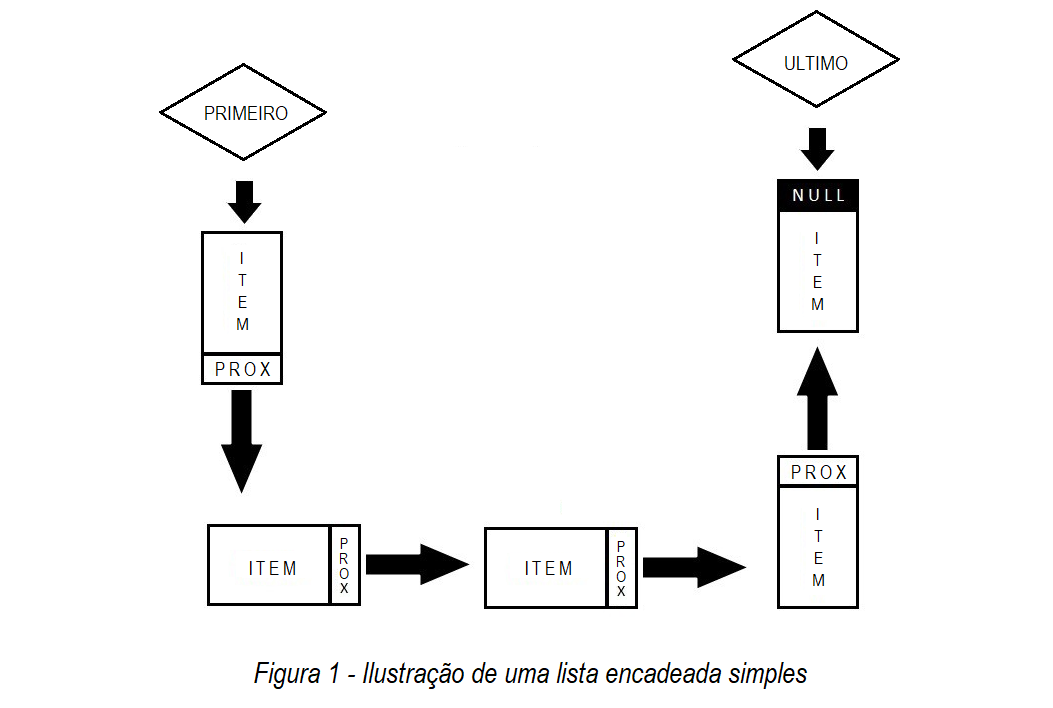 PRIMEIRO
ITEM
PROX
ITEM
PROX
ITEM
PROX
PROX
ITEM
ULTIMO
NULL
ITEM
Figura 1 - Ilustração de uma lista encadeada simples